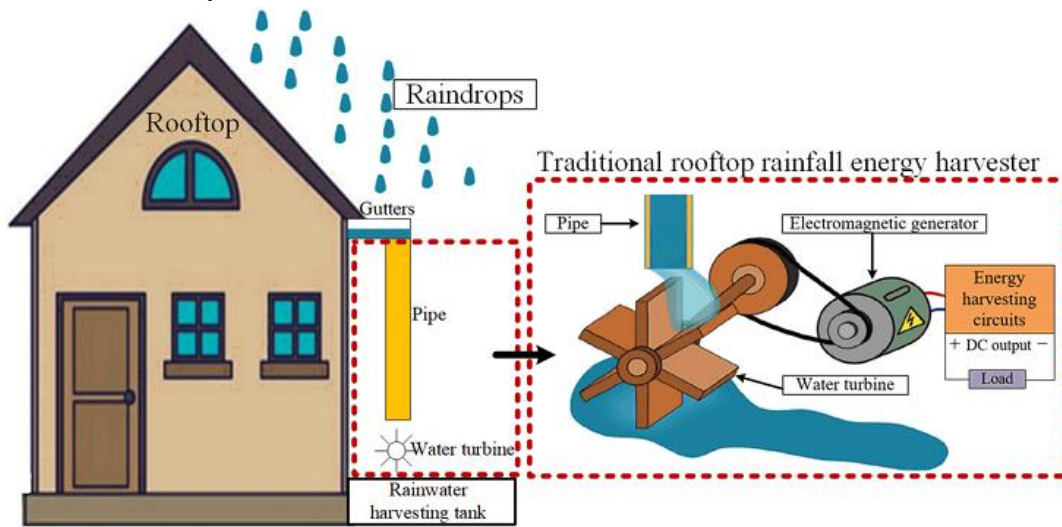 Raindrops
Rooftop
Traditional rooftop rainfall energy harvester
Gutters
Pipe
Electromagnetic generator
Energy
harvesting
circuits
+ DC output −
Load
Pipe
Water turbine
Water turbine
Rainwater
harvesting tank